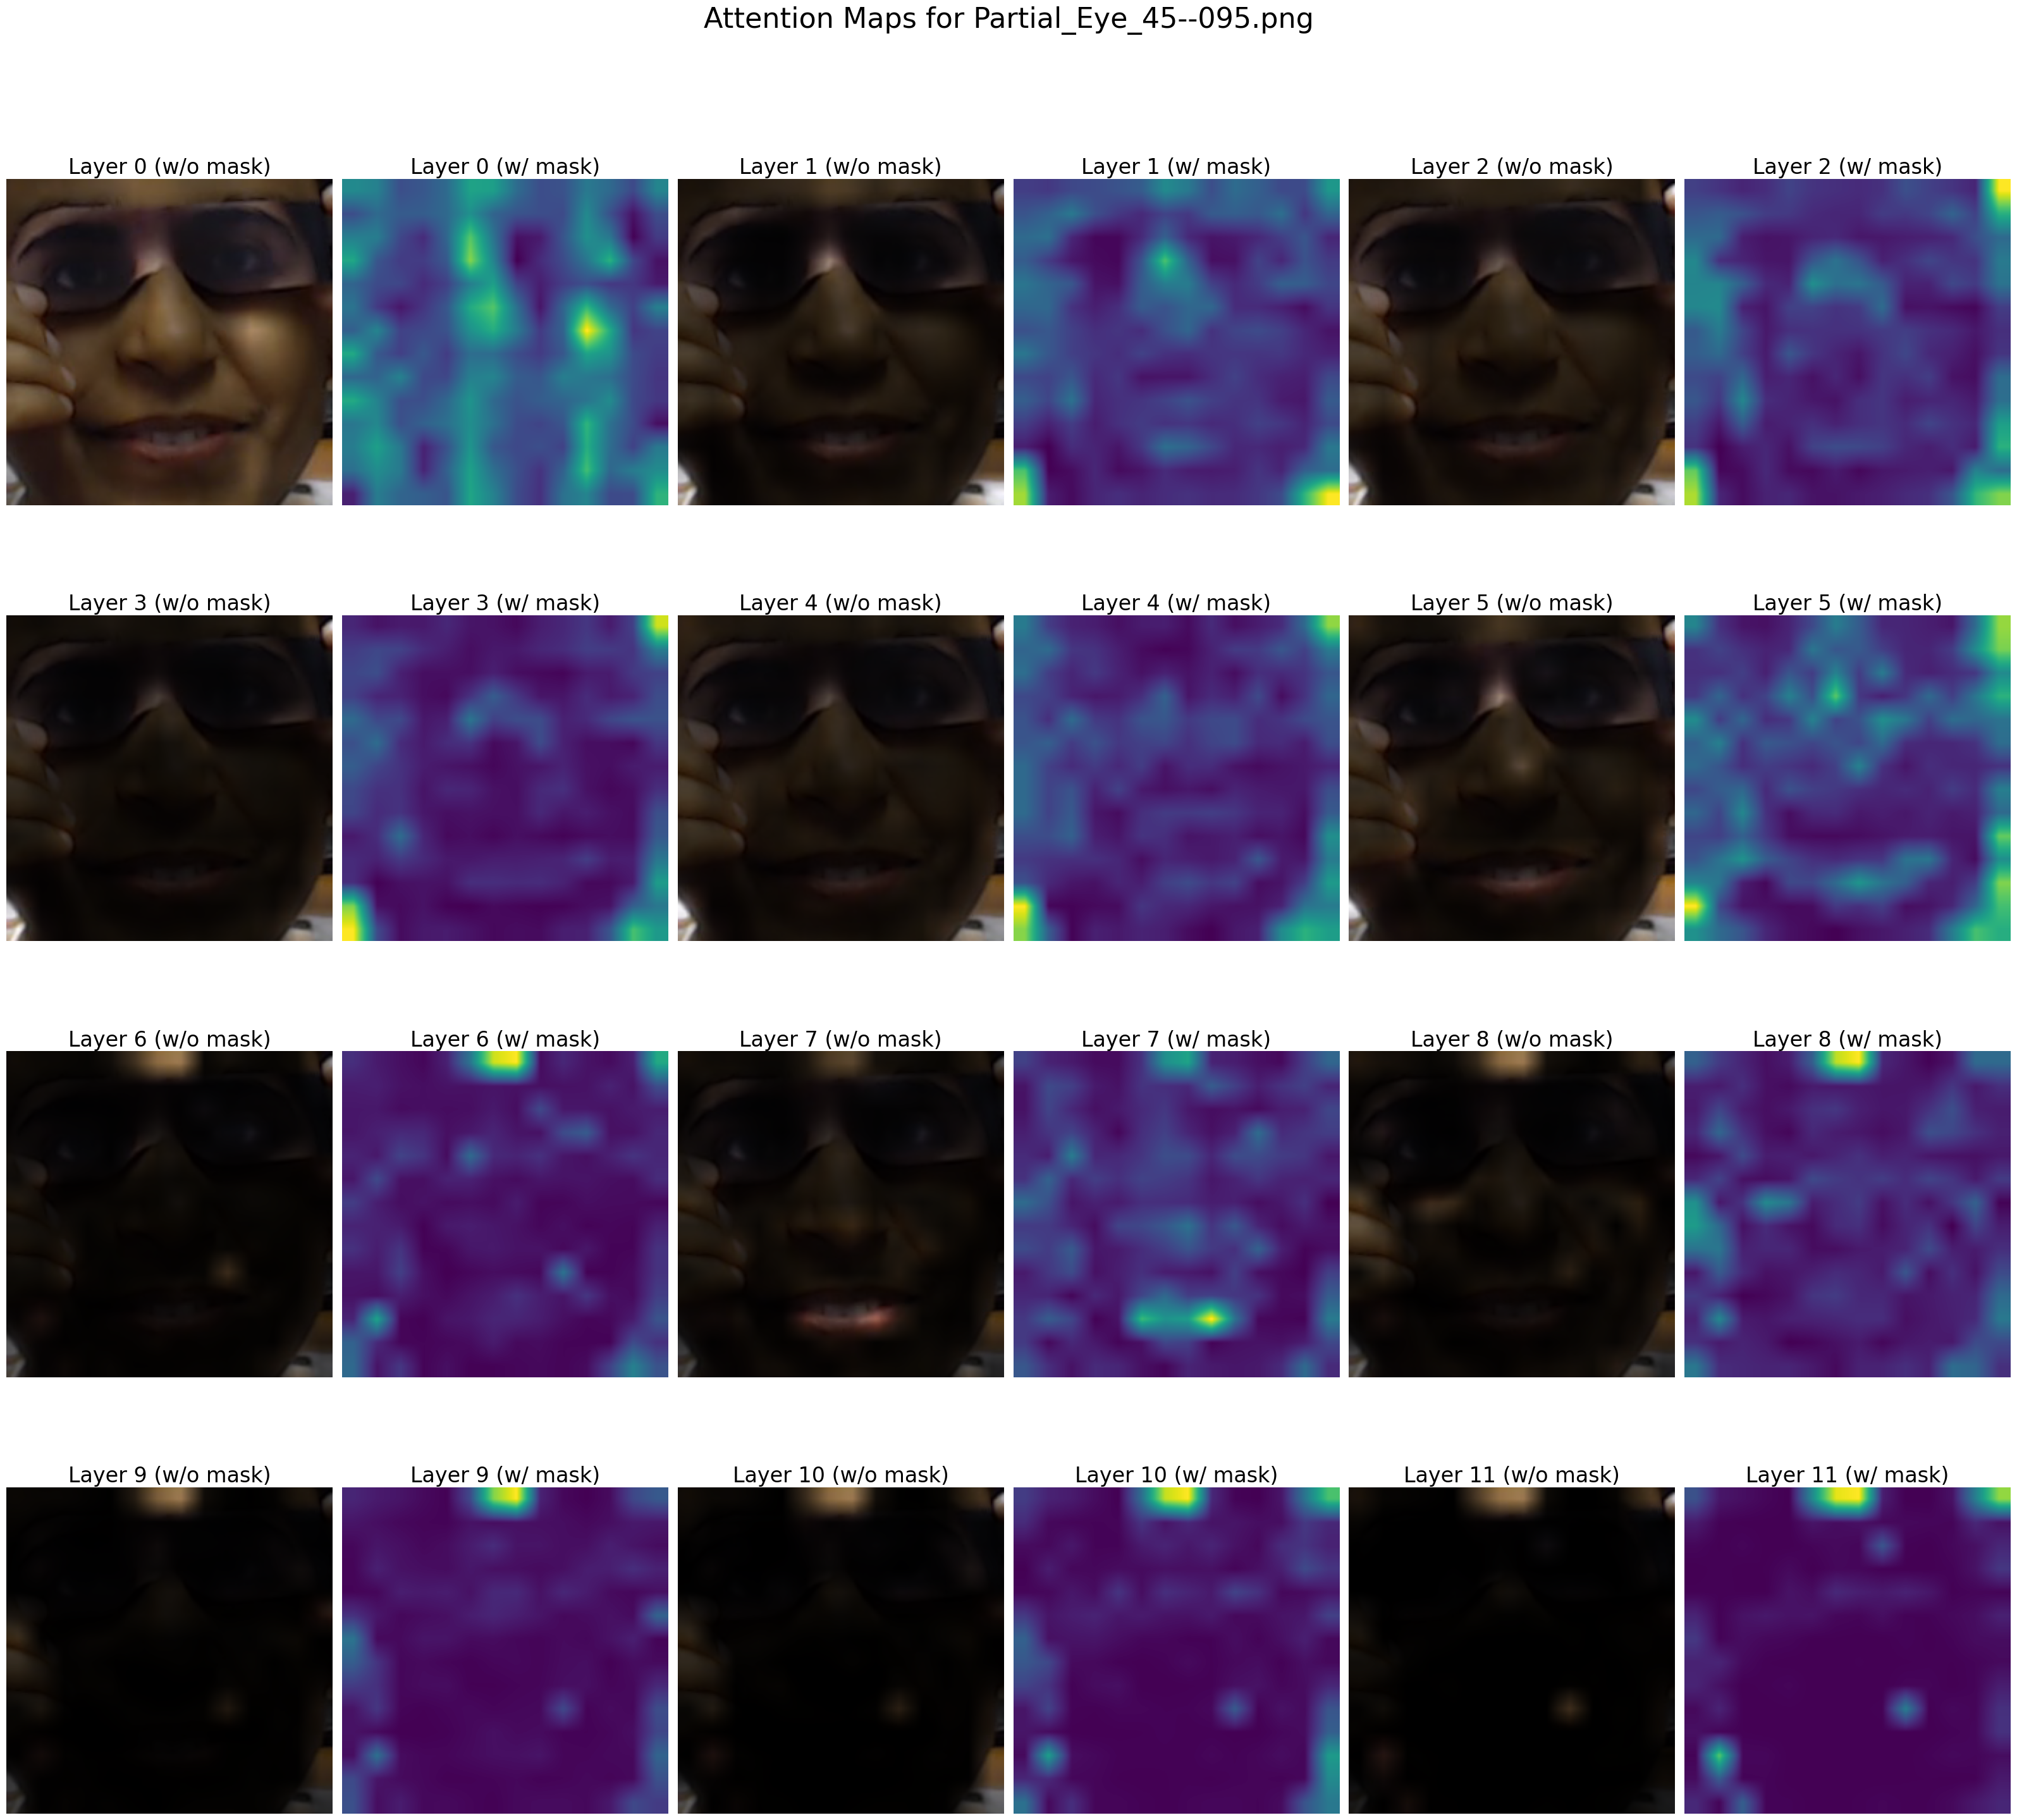 Attention Maps for Partial_Eye_45--095.png
Layer 0 (w/o mask) Layer 0 (w/ mask) Layer 1 (w/o mask) Layer 1 (w/ mask) Layer 2 (w/o mask) Layer 2 (w/ mask)
Layer 3 (w/o mask) Layer 3 (w/ mask) Layer 4 (w/o mask) Layer 4 (w/ mask) Layer 5 (w/o mask) Layer 5 (w/ mask)
Layer 6 (w/o mask) Layer 6 (w/ mask) Layer 7 (w/o mask) Layer 7 (w/ mask) Layer 8 (w/o mask) Layer 8 (w/ mask)
Layer 9 (w/o mask) Layer 9 (w/ mask) Layer 10 (w/o mask) Layer 10 (w/ mask) Layer 11 (w/o mask) Layer 11 (w/ mask)